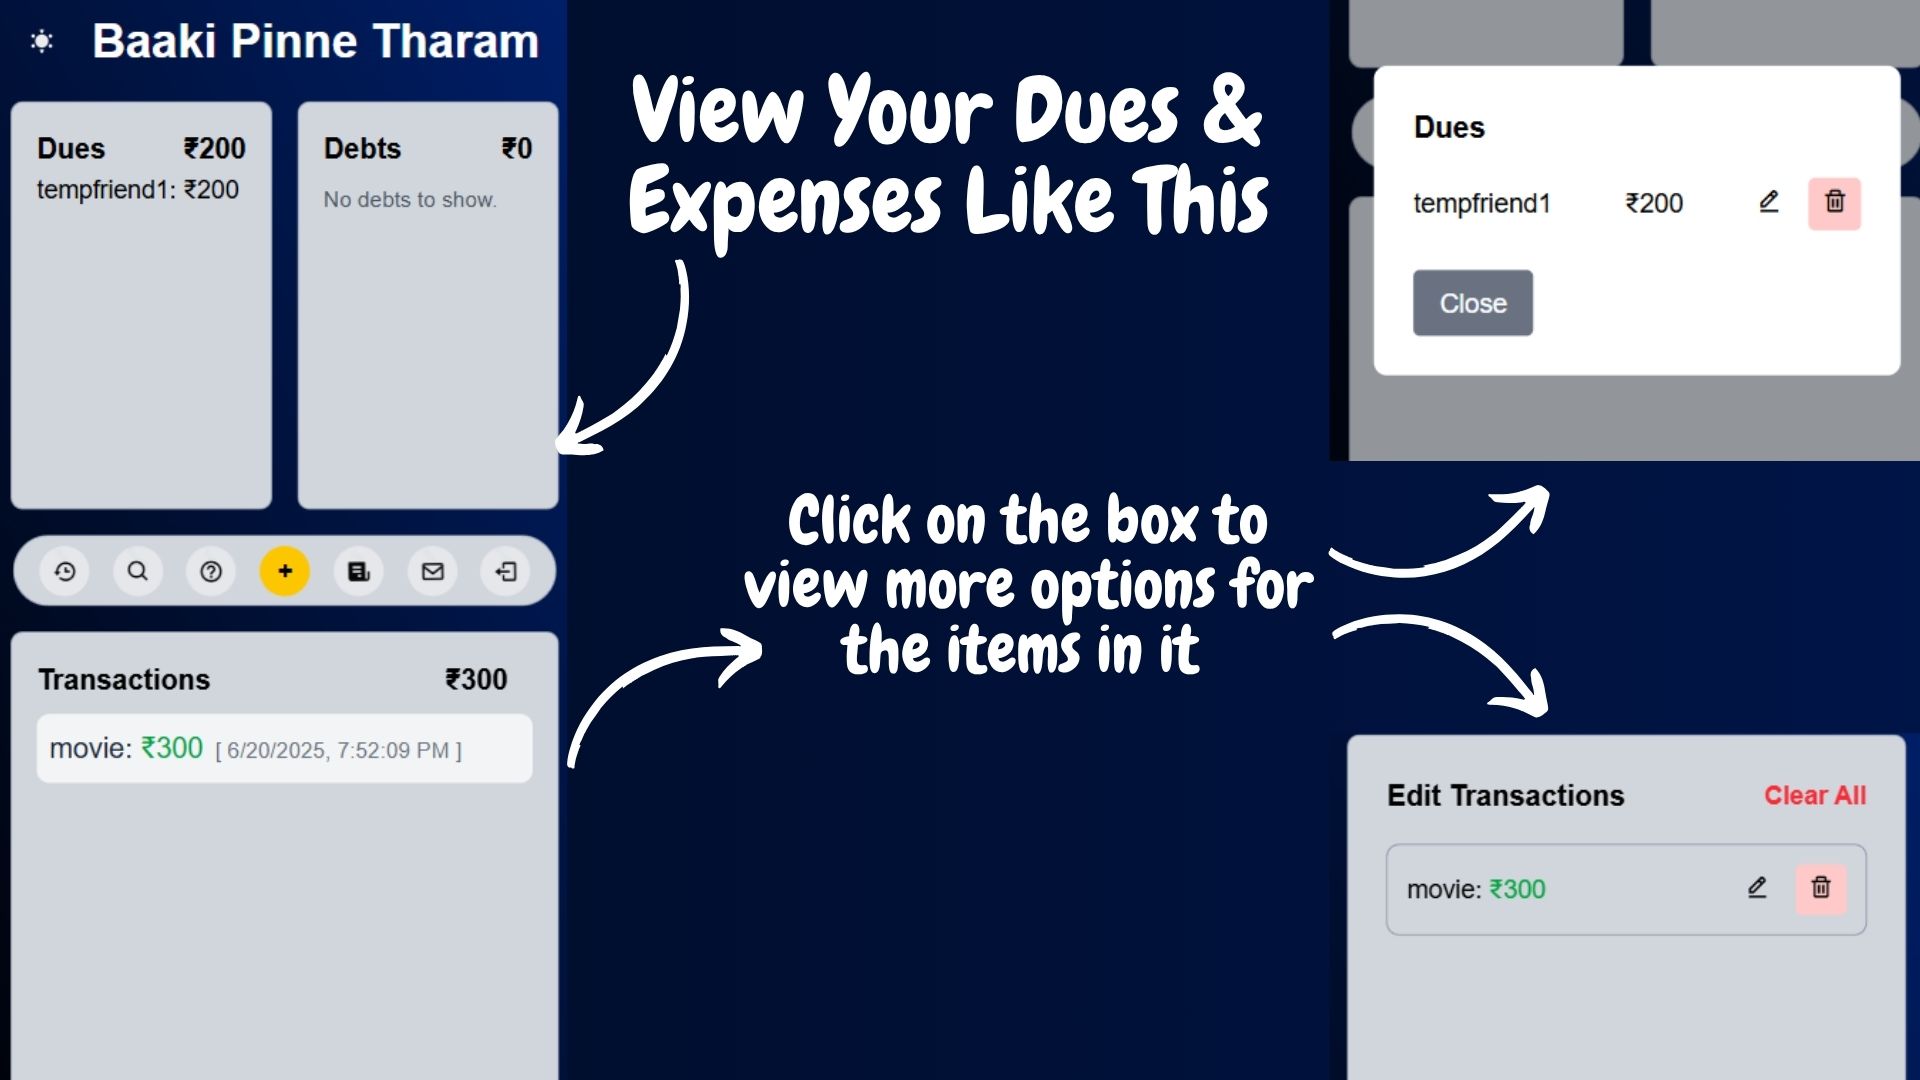 Baaki Pinne Tharam
Dues ₹200
tempfriend1: ₹200
Debts ₹0
No debts to show.
Transactions ₹300
movie: ₹300 [ 6/20/2025, 7:52:09 PM ]
View Your Dues &
Expenses Like This
Click on the box to
view more options for
the items in it
Dues
tempfriend1 ₹200
Close
Edit Transactions Clear All
movie: ₹300